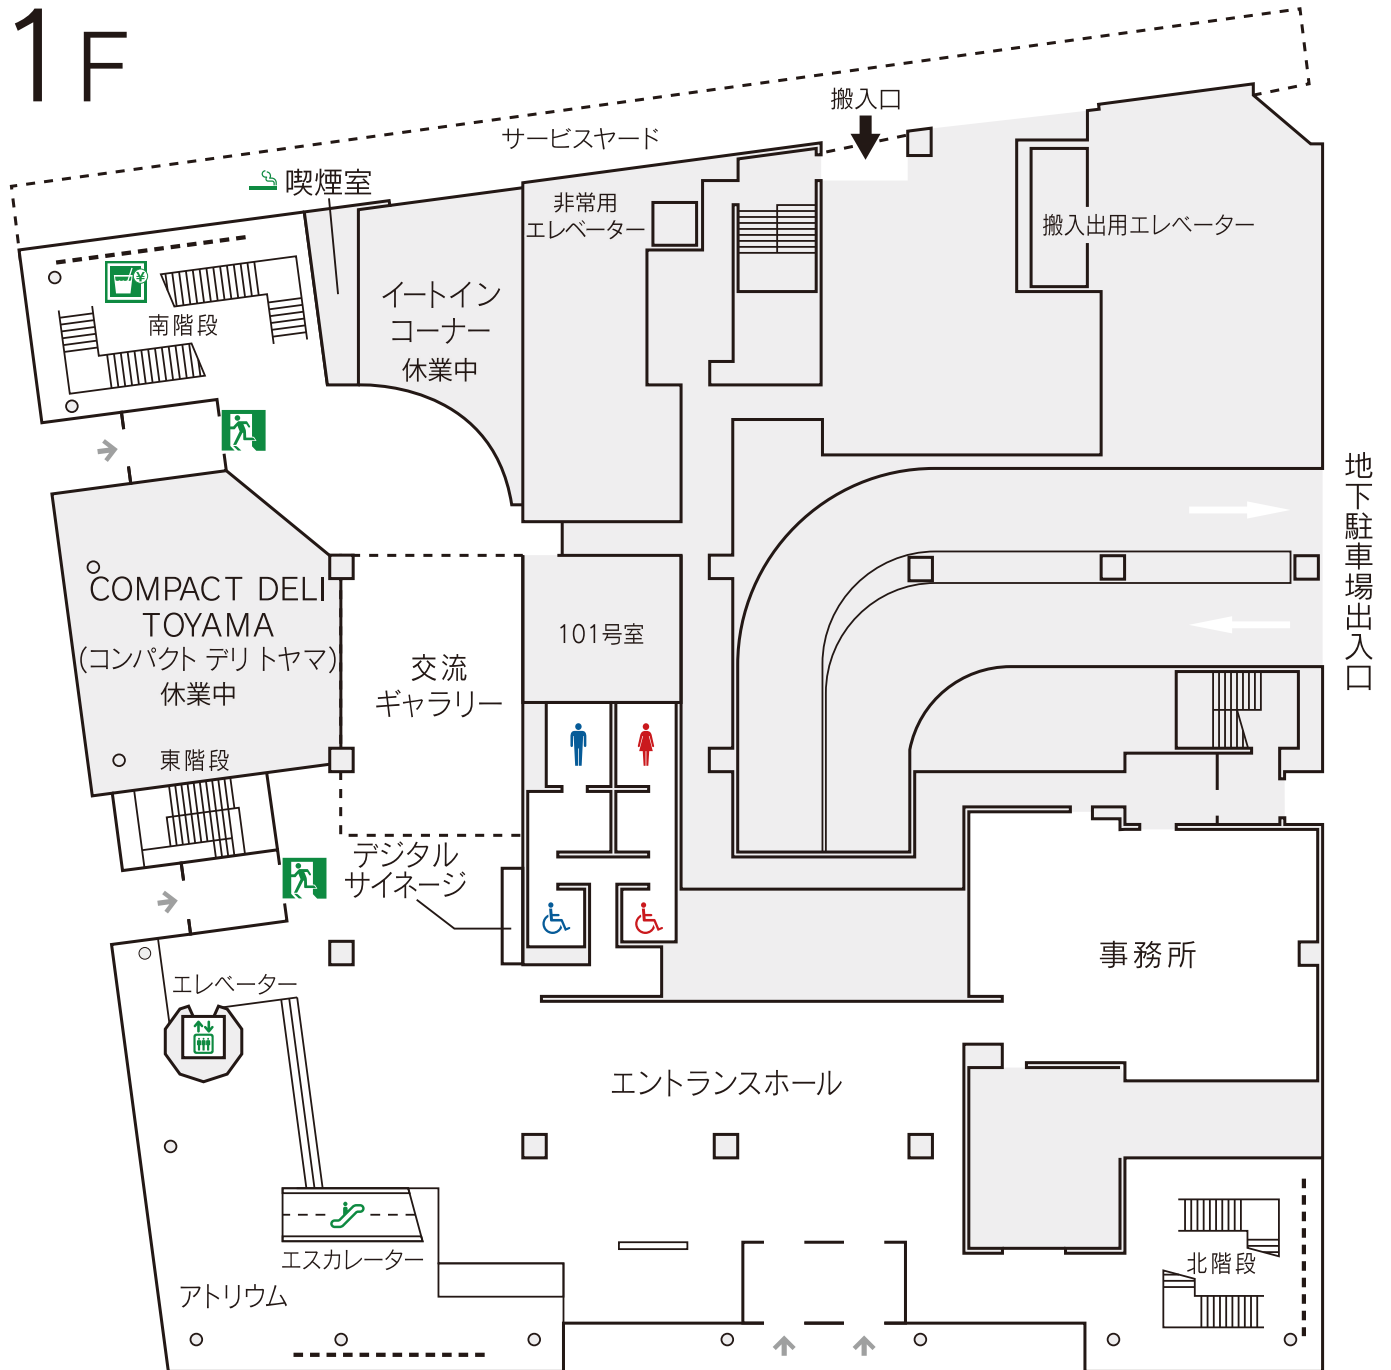 1F
搬入口
サービスヤード
喫煙室
非常用
エレベーター
搬入出用エレベーター
イートイン
コーナー
休業中
¥
南階段
地下駐車場出入口
COMPACT DELI
TOYAMA
(コンパクト デリ トヤマ)
休業中
101号室
交流
ギャラリー
東階段
デジタル
サイネージ
事務所
エレベーター
エントランスホール
エスカレーター
北階段
アトリウム